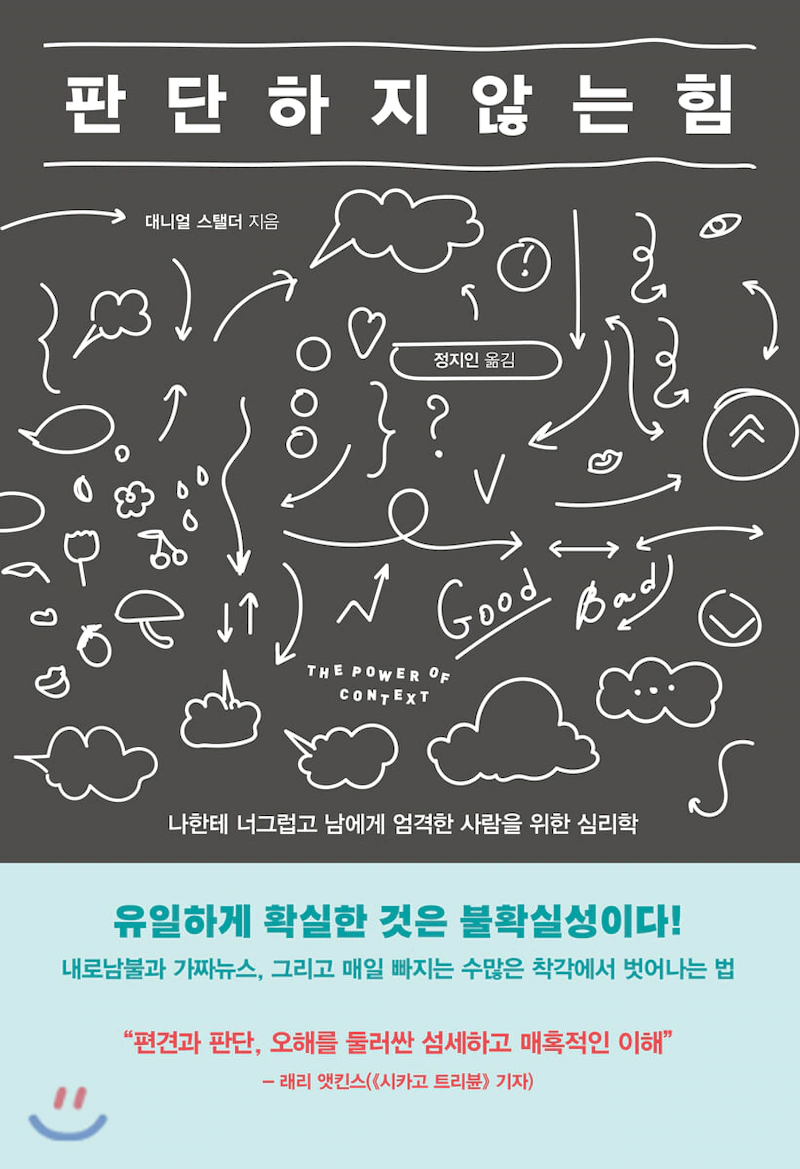 판단하지 않는 힘
대니얼 스탤더 지음
정지인 옮김
Good Bad
THE POWER OF
CONTEXT
나한테 너그럽고 남에게 엄격한 사람을 위한 심리학
유일하게 확실한 것은 불확실성이다!
내로남불과 가짜뉴스, 그리고 매일 빠지는 수많은 착각에서 벗어나는 법
“편견과 판단, 오해를 둘러싼 섬세하고 매혹적인 이해”
– 래리 앳킨스(《시카고 트리뷴》 기자)